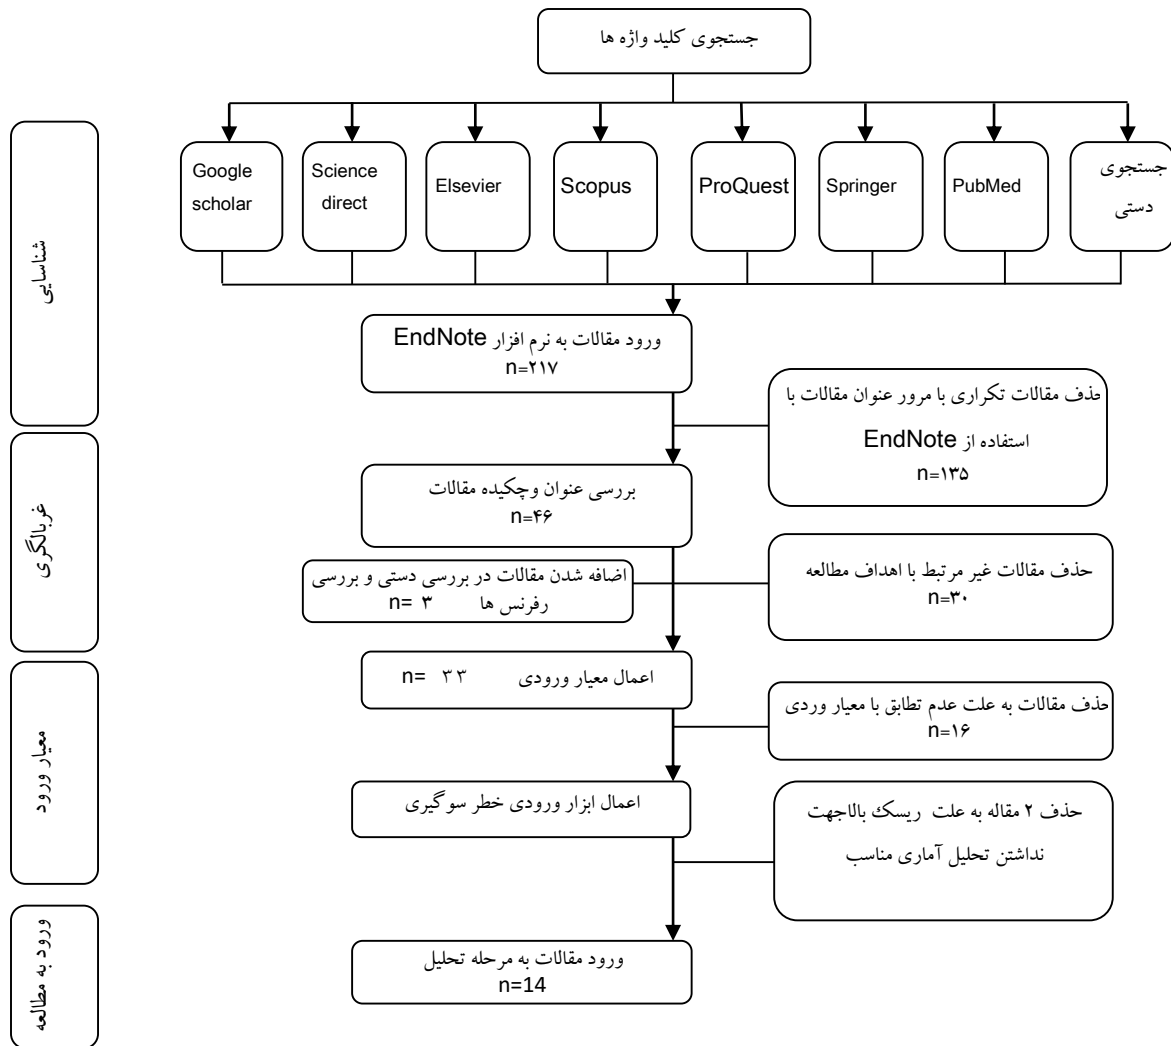 جستجوی کلید واژه ها
Google
scholar
Science
direct
Elsevier
Scopus
ProQuest
Springer
PubMed
جستجوی
دستی
شناسایی
ورود مقالات به نرم افزار EndNote
n=۲۱۷
حذف مقالات تکراری با مرور عنوان مقالات با
استفاده از EndNote
n=۱۳۵
غربالگری
بررسی عنوان وچکیده مقالات
n=۴۶
اضافه شدن مقالات در بررسی دستی و بررسی
رفرنس ها n= ۳
حذف مقالات غیر مرتبط با اهداف مطالعه
n=۳۰
معیار ورود
اعمال معیار ورودی n= ۳۳
حذف مقالات به علت عدم تطابق با معیار وردی
n=۱۶
اعمال ابزار ورودی خطر سوگیری
حذف ۲ مقاله به علت ریسک بالاجهت
نداشتن تحلیل آماری مناسب
ورود به مطالعه
ورود مقالات به مرحله تحلیل
n=14